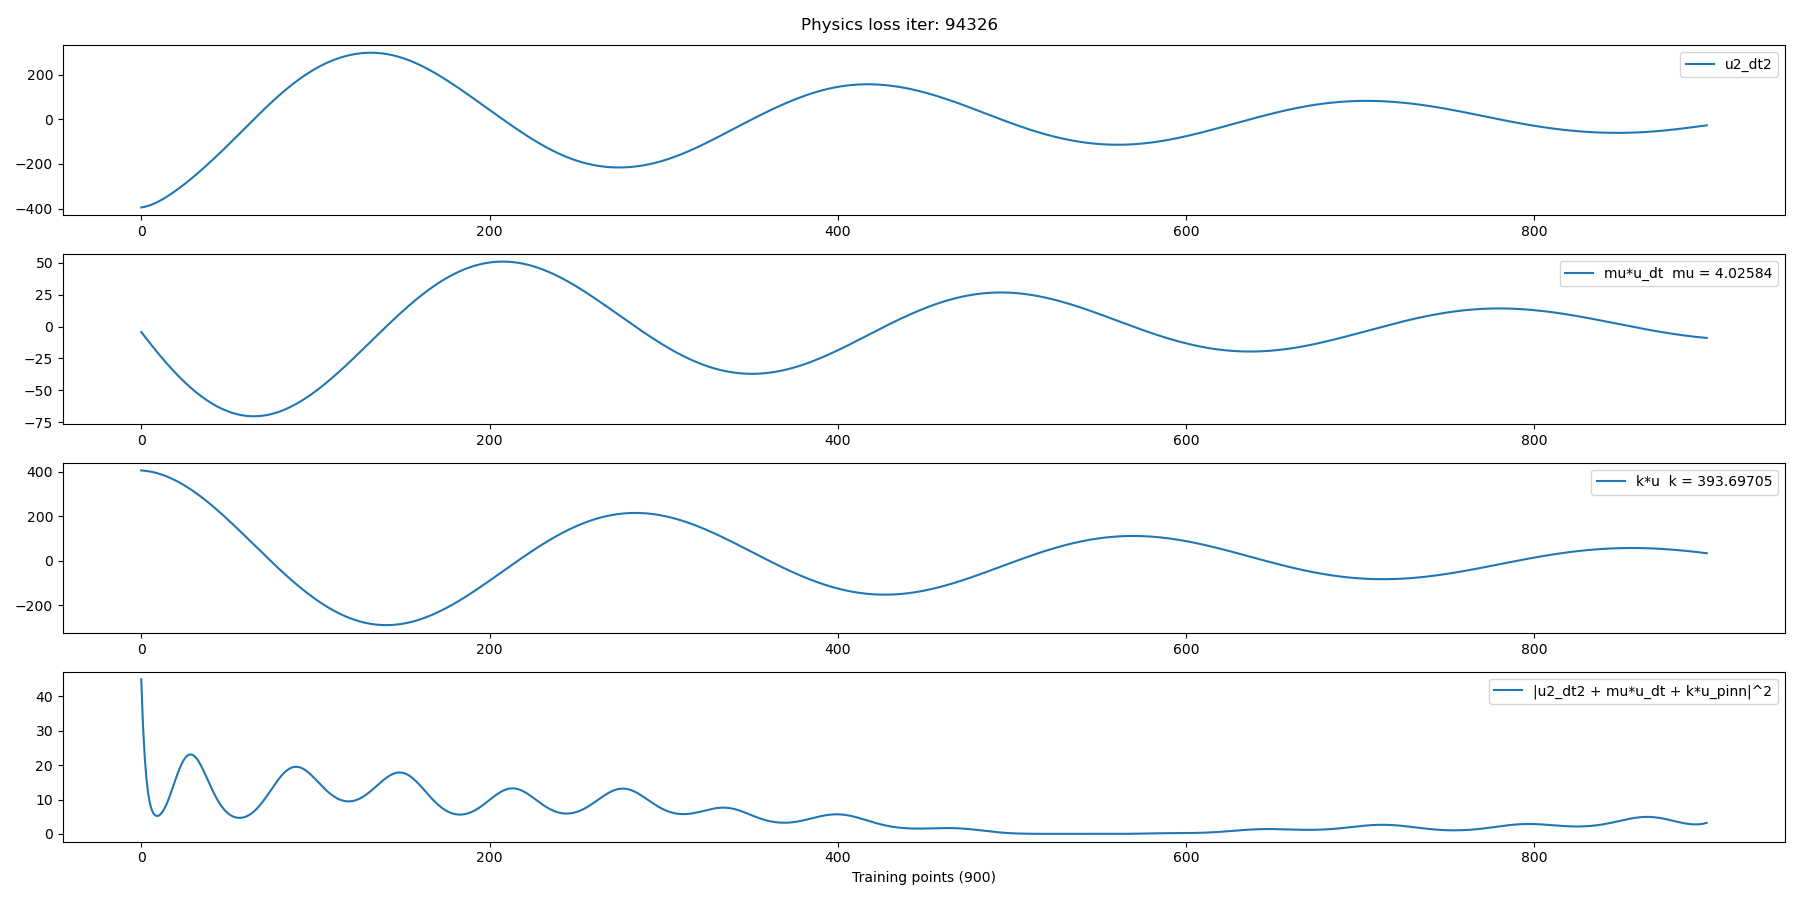 Physics loss iter: 94326
u2_dt2
200
0
−200
−400
0 200 400 600 800
mu*u_dt  mu = 4.02584
50
25
0
−25
−50
−75
0 200 400 600 800
k*u  k = 393.69705
400
200
0
−200
0 200 400 600 800
|u2_dt2 + mu*u_dt + k*u_pinn|^2
40
30
20
10
0
0 200 400 600 800
Training points (900)